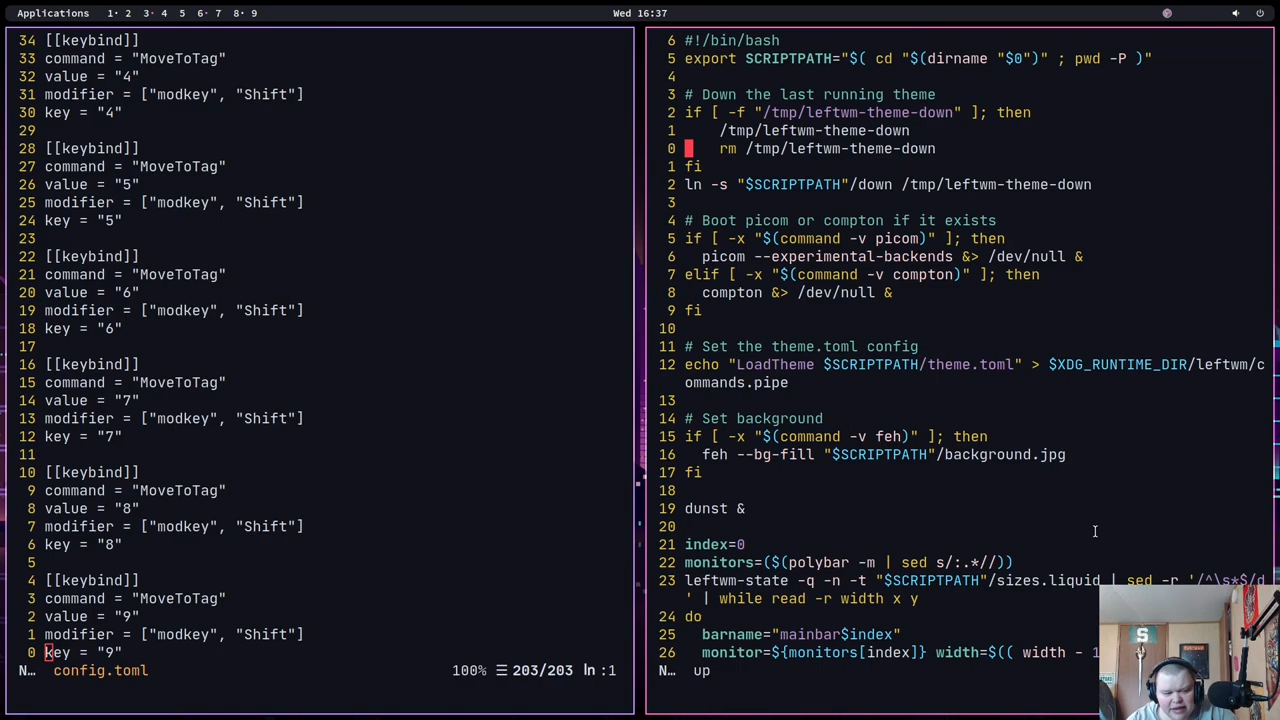 Applications 1· 2 3· 4 5 6· 7 8· 9
Wed 16:37
34 [[keybind]]
33 command = "MoveToTag"
32 value = "4"
31 modifier = ["modkey", "Shift"]
30 key = "4"
29
28 [[keybind]]
27 command = "MoveToTag"
26 value = "5"
25 modifier = ["modkey", "Shift"]
24 key = "5"
23
22 [[keybind]]
21 command = "MoveToTag"
20 value = "6"
19 modifier = ["modkey", "Shift"]
18 key = "6"
17
16 [[keybind]]
15 command = "MoveToTag"
14 value = "7"
13 modifier = ["modkey", "Shift"]
12 key = "7"
11
10 [[keybind]]
9 command = "MoveToTag"
8 value = "8"
7 modifier = ["modkey", "Shift"]
6 key = "8"
5
4 [[keybind]]
3 command = "MoveToTag"
2 value = "9"
1 modifier = ["modkey", "Shift"]
0 key = "9"
N… config.toml 100% ☰ 203/203 ln :1
6 #!/bin/bash
5 export SCRIPTPATH="$( cd "$(dirname "$0")" ; pwd -P )"
4
3 # Down the last running theme
2 if [ -f "/tmp/leftwm-theme-down" ]; then
1 /tmp/leftwm-theme-down
0 rm /tmp/leftwm-theme-down
1 fi
2 ln -s "$SCRIPTPATH"/down /tmp/leftwm-theme-down
3
4 # Boot picom or compton if it exists
5 if [ -x "$(command -v picom)" ]; then
6 picom --experimental-backends &> /dev/null &
7 elif [ -x "$(command -v compton)" ]; then
8 compton &> /dev/null &
9 fi
10
11 # Set the theme.toml config
12 echo "LoadTheme $SCRIPTPATH/theme.toml" > $XDG_RUNTIME_DIR/leftwm/c
ommands.pipe
13
14 # Set background
15 if [ -x "$(command -v feh)" ]; then
16 feh --bg-fill "$SCRIPTPATH"/background.jpg
17 fi
18
19 dunst &
20
21 index=0
22 monitors=($(polybar -m | sed s/:.*//))
23 leftwm-state -q -n -t "$SCRIPTPATH"/sizes.liquid | sed -r '/^\s*$/d
' | while read -r width x y
24 do
25 barname="mainbar$index"
26 monitor=${monitors[index]} width=$(( width - 1
N… up
S